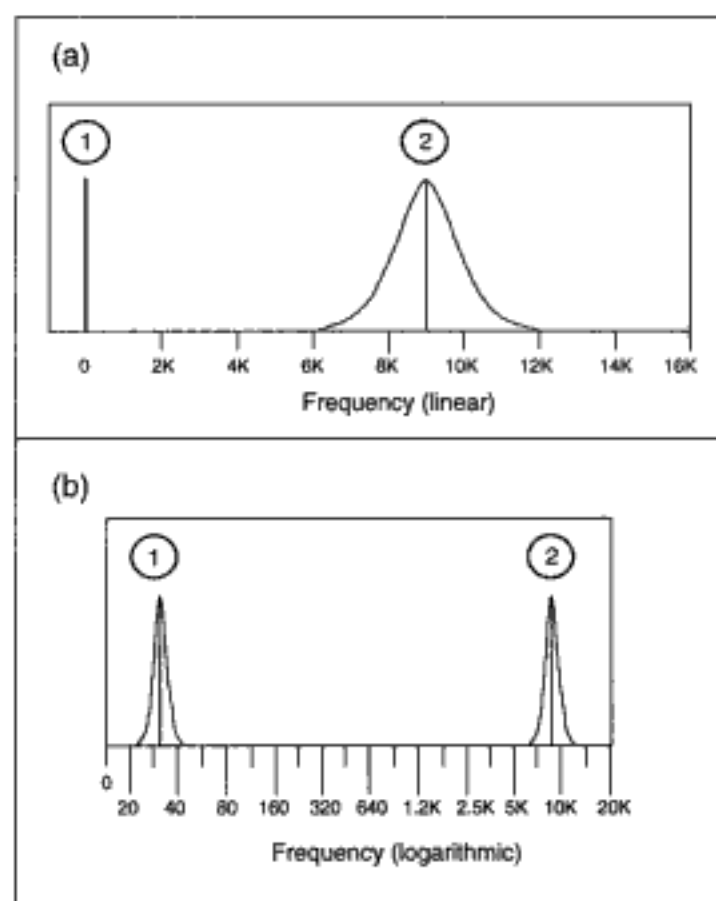 (a)
1 2
0 2K 4K 6K 8K 10K 12K 14K 16K
Frequency (linear)
(b)
1 2
0
20 40 80 160 320 640 1.2K 2.5K 5K 10K 20K
Frequency (logarithmic)